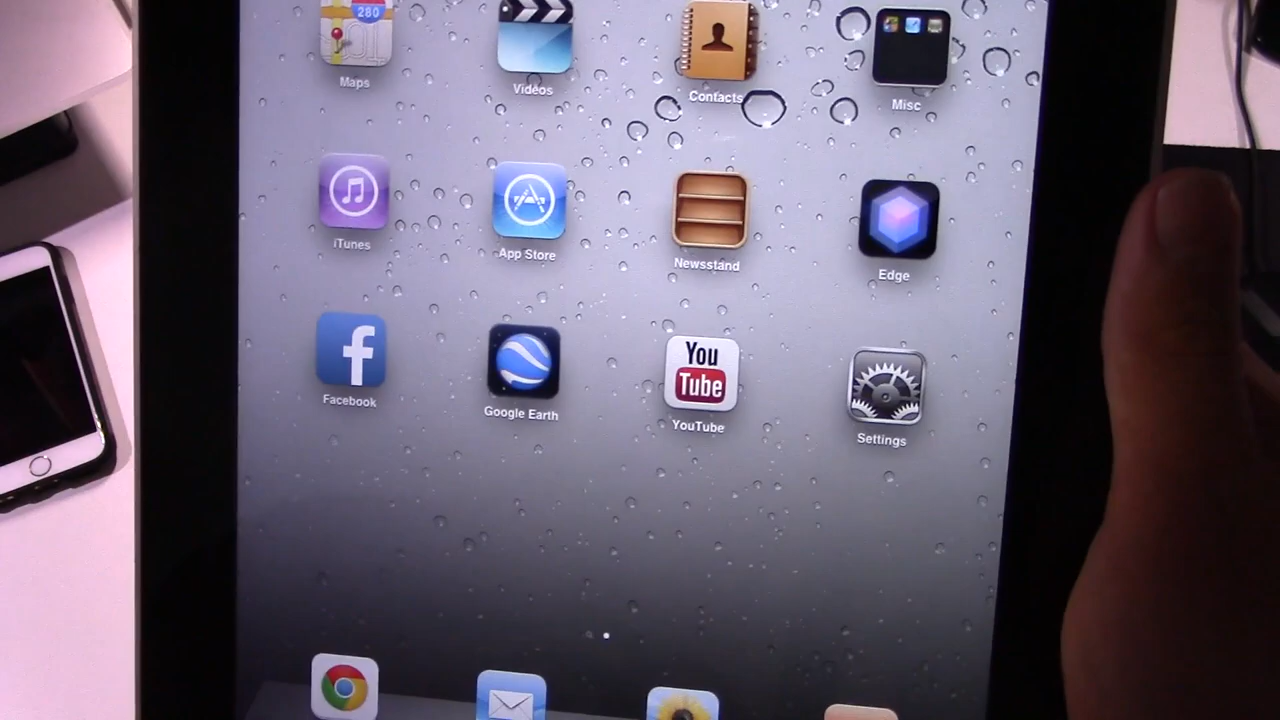 280
Maps
Videos
Contacts
Misc
iTunes
App Store
Newsstand
Edge
f
Facebook
Google Earth
You
Tube
YouTube
Settings